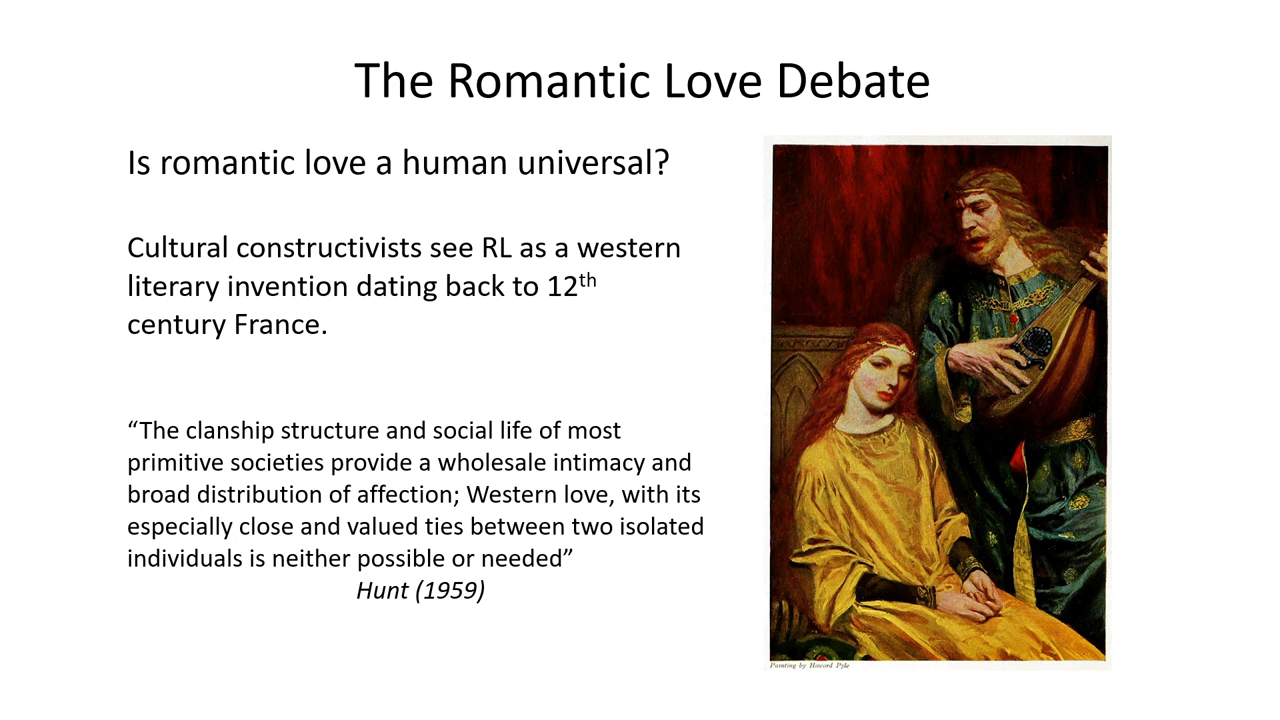 The Romantic Love Debate
Is romantic love a human universal?
Cultural constructivists see RL as a western
literary invention dating back to 12th
century France.
“The clanship structure and social life of most
primitive societies provide a wholesale intimacy and
broad distribution of affection; Western love, with its
especially close and valued ties between two isolated
individuals is neither possible or needed”
Hunt (1959)
Painting by Howard Pyle